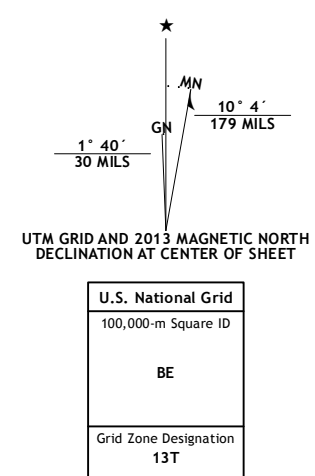 ★
MN
GN
10° 4´
179 MILS
1° 40´
30 MILS
UTM GRID AND 2013 MAGNETIC NORTH
DECLINATION AT CENTER OF SHEET
U.S. National Grid
100,000-m Square ID
BE
Grid Zone Designation
13T